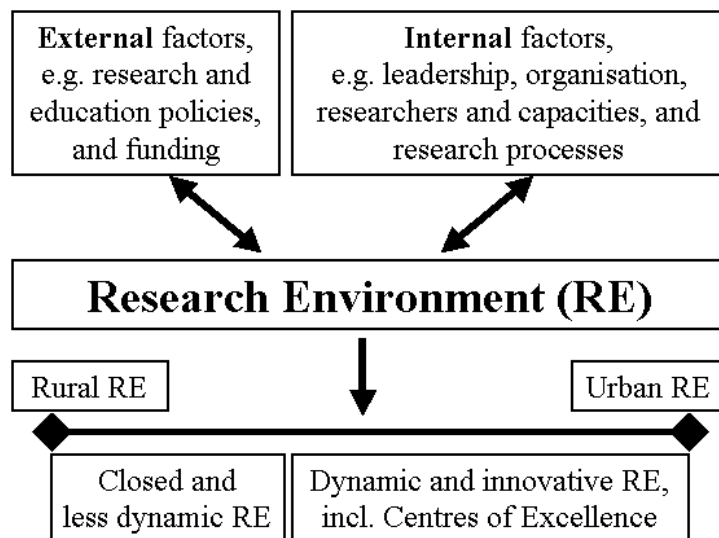 External factors,
e.g. research and
education policies,
and funding
Internal factors,
e.g. leadership, organisation,
researchers and capacities, and
research processes
Research Environment (RE)
Rural RE
Urban RE
Closed and
less dynamic RE
Dynamic and innovative RE,
incl. Centres of Excellence